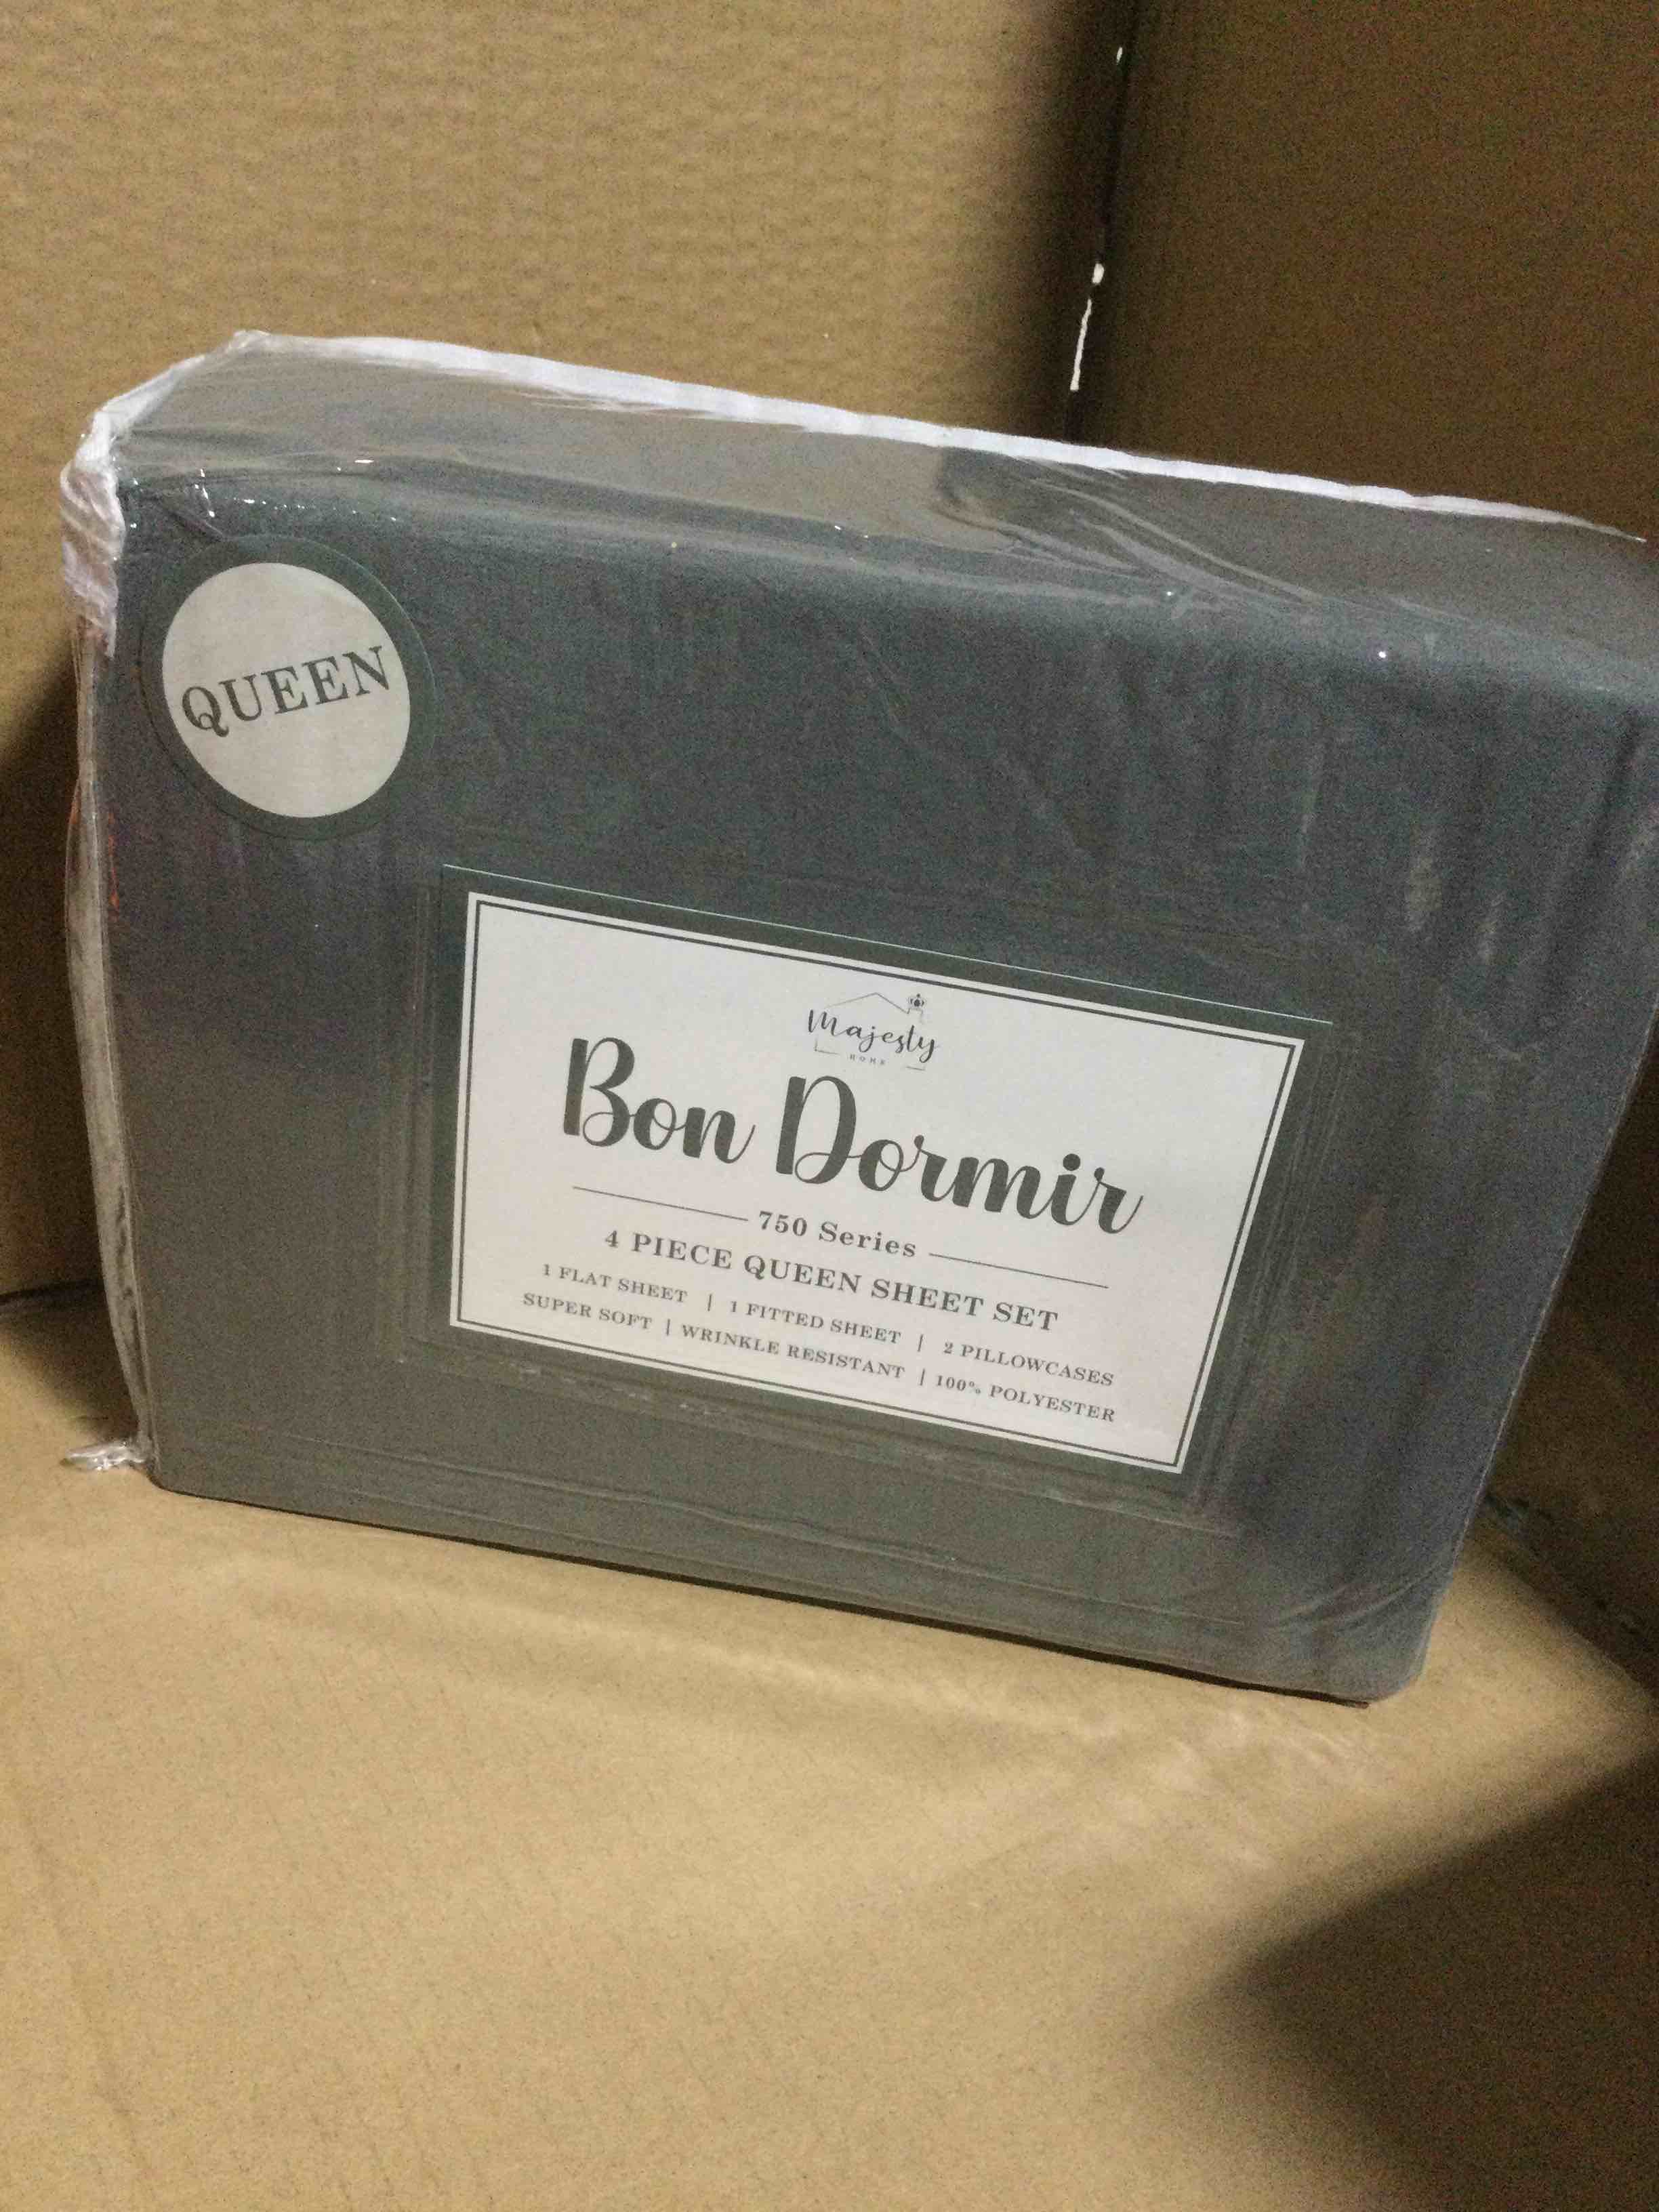 QUEEN
Majesty
HOME
Bon Dormir
750 Series
4 PIECE QUEEN SHEET SET
1 FLAT SHEET | 1 FITTED SHEET | 2 PILLOWCASES
SUPER SOFT | WRINKLE RESISTANT | 100% POLYESTER